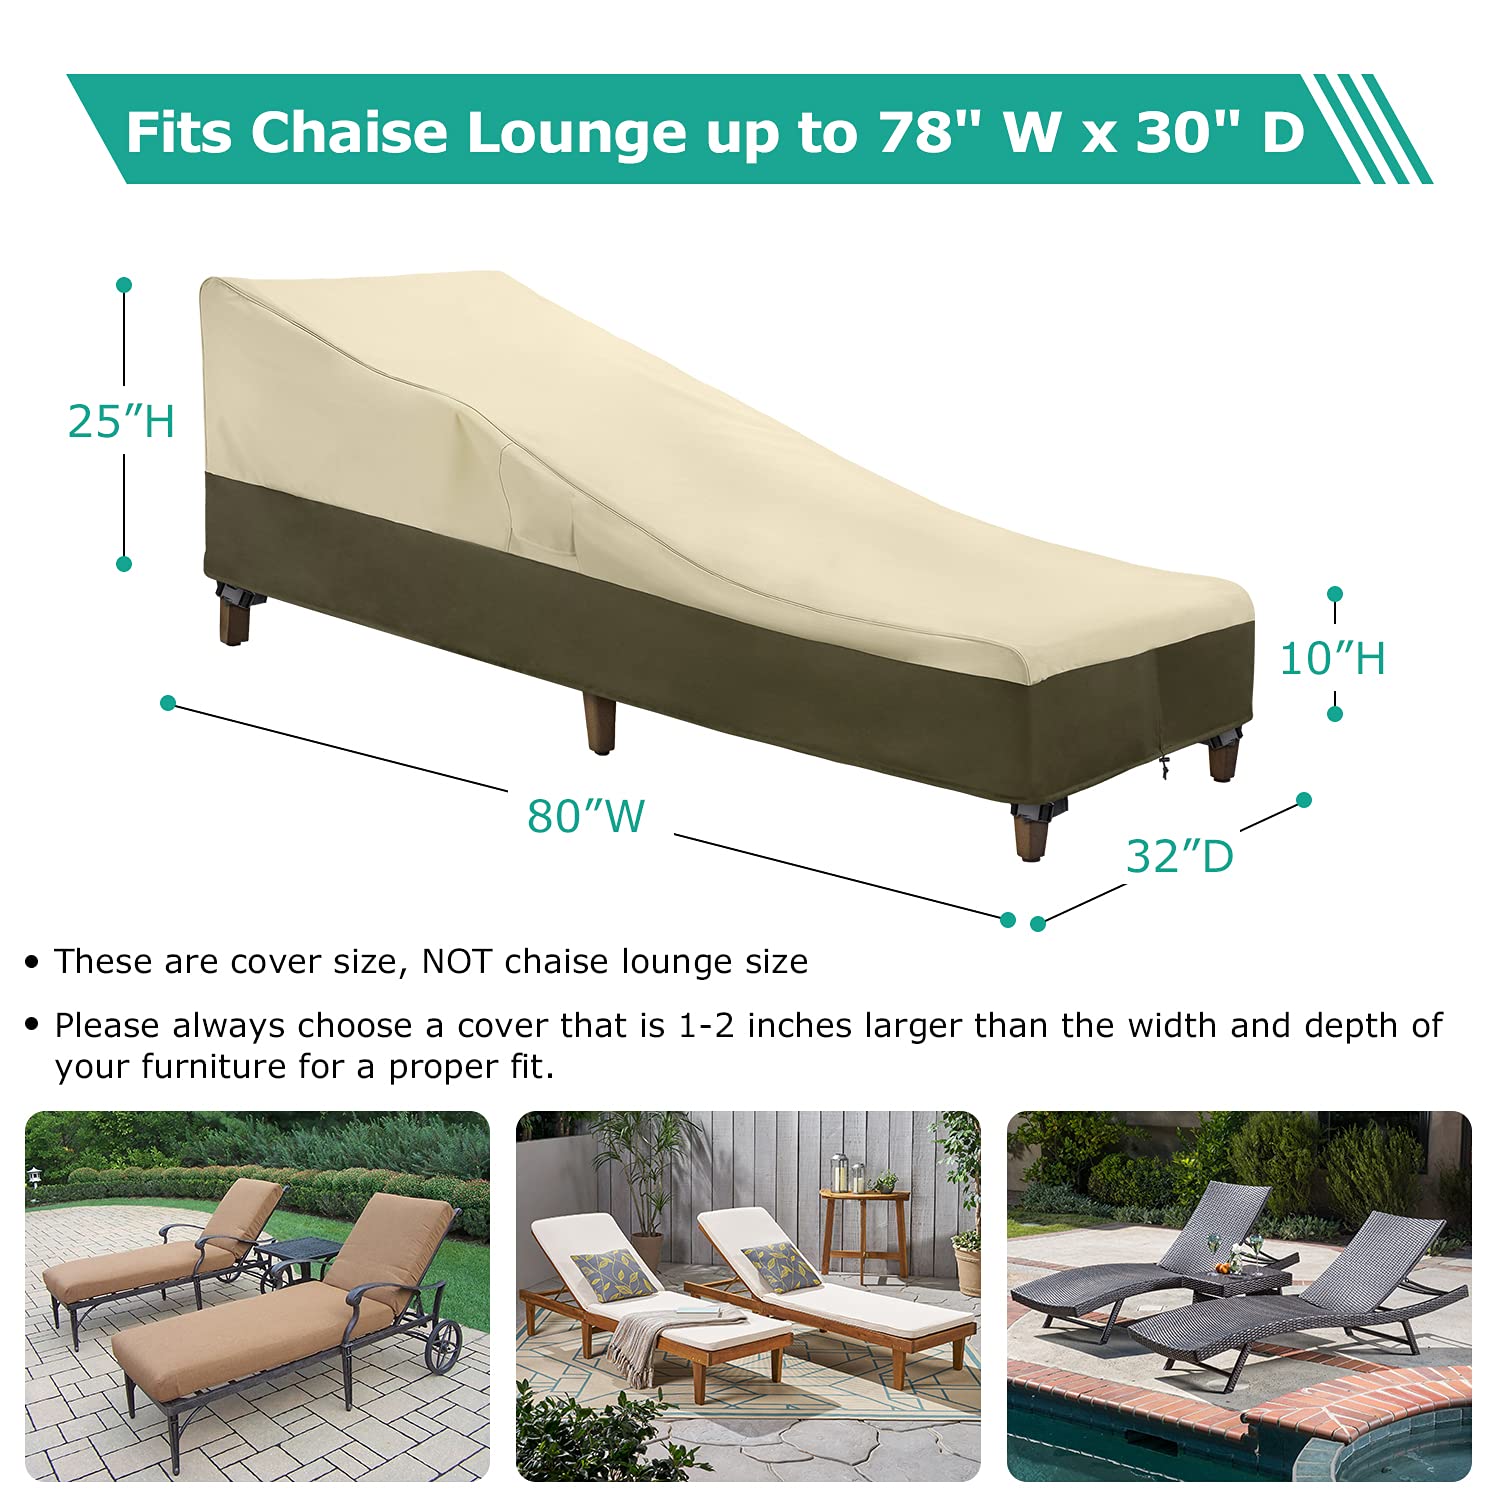 Fits Chaise Lounge up to 78" W x 30" D
25”H
10”H
80”W
32”D
• These are cover size, NOT chaise lounge size
• Please always choose a cover that is 1-2 inches larger than the width and depth of
your furniture for a proper fit.